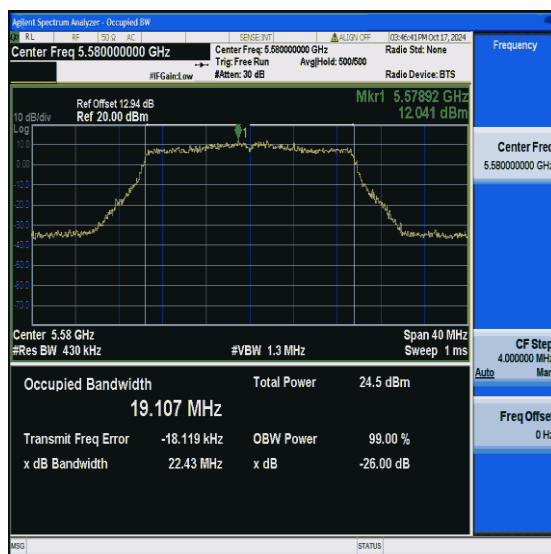 Agilent Spectrum Analyzer - Occupied BW
RL RF 50 Ω AC SENSE:INT ALIGN OFF 03:46:41PM Oct 17, 2024
Center Freq 5.580000000 GHz
Center Freq: 5.580000000 GHz
Radio Std: None
Trig: Free Run Avg|Hold: 500/500
#IFGain:Low #Atten: 30 dB Radio Device: BTS
Frequency
Mkr1 5.57892 GHz
12.041 dBm
Ref Offset 12.94 dB
10 dB/div Ref 20.00 dBm
Log
1
10.0
0.00
-10.0
-20.0
-30.0
-40.0
-50.0
-60.0
-70.0
Center 5.58 GHz Span 40 MHz
#Res BW 430 kHz #VBW 1.3 MHz Sweep 1 ms
Occupied Bandwidth Total Power 24.5 dBm
19.107 MHz
Transmit Freq Error -18.119 kHz OBW Power 99.00 %
x dB Bandwidth 22.43 MHz x dB -26.00 dB
Center Freq
5.580000000 GHz
CF Step
4.000000 MHz
Auto Man
Freq Offset
0 Hz
MSG STATUS